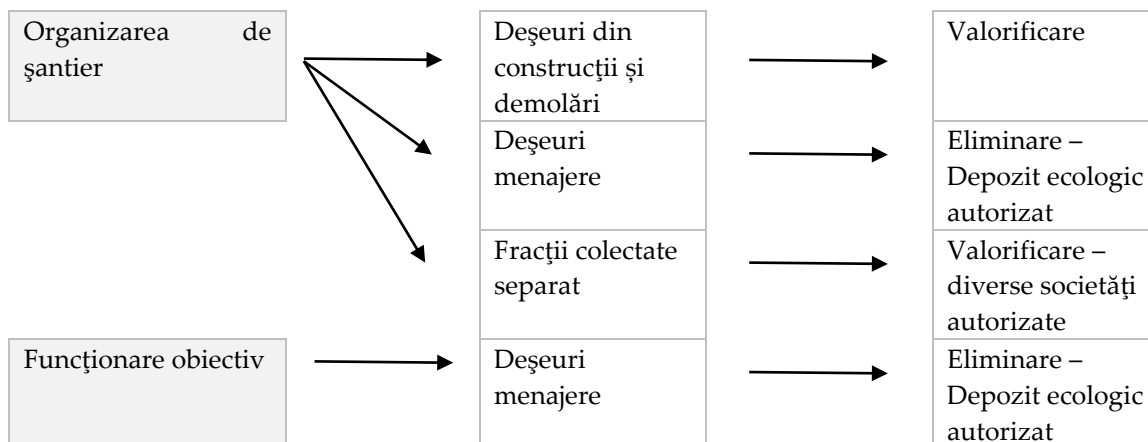 Organizarea de
şantier
Deşeuri din
construcţii și
demolări
Valorificare
Deşeuri
menajere
Eliminare –
Depozit ecologic
autorizat
Fracţii colectate
separat
Valorificare –
diverse societăţi
autorizate
Funcţionare obiectiv
Deşeuri
menajere
Eliminare –
Depozit ecologic
autorizat